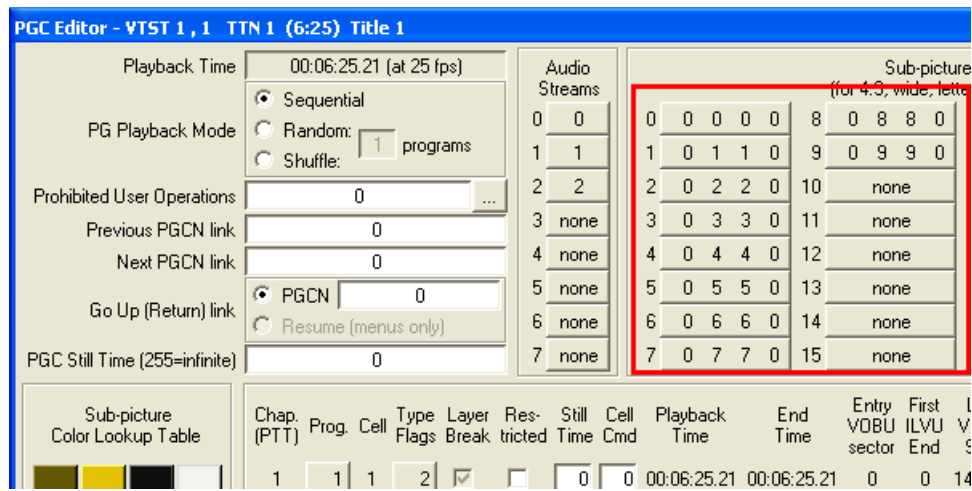 PGC Editor - VTST 1 , 1 TTN 1 (6:25) Title 1
Playback Time 00:06:25.21 (at 25 fps)
PG Playback Mode
Sequential
Random:
Shuffle:
1 programs
Prohibited User Operations 0 ...
Previous PGCN link 0
Next PGCN link 0
Go Up (Return) link
PGCN 0
Resume (menus only)
PGC Still Time (255=infinite) 0
Audio
Streams
0 0
1 1
2 2
3 none
4 none
5 none
6 none
7 none
Sub-picture
(for 4:3, wide, lette
0 0 0 0 0 8 0 8 8 0
1 0 1 1 0 9 0 9 9 0
2 0 2 2 0 10 none
3 0 3 3 0 11 none
4 0 4 4 0 12 none
5 0 5 5 0 13 none
6 0 6 6 0 14 none
7 0 7 7 0 15 none
Sub-picture
Color Lookup Table
Chap. (PTT) Prog. Cell Type Flags Layer Break Res-tricted Still Time Cell Cmd Playback Time End Time Entry VOBU sector First ILVU End
1 1 1 2 0 0 00:06:25.21 00:06:25.21 0 0 14